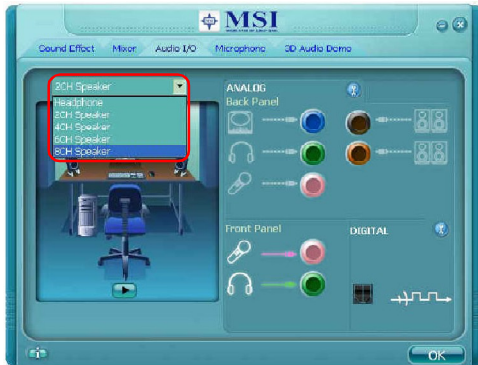 MSI
Sound Effect Mixer Audio I/O Microphone 3D Audio Demo
2CH Speaker
Headphone
2CH Speaker
4CH Speaker
6CH Speaker
8CH Speaker
ANALOG
Back Panel
Front Panel
DIGITAL
OK